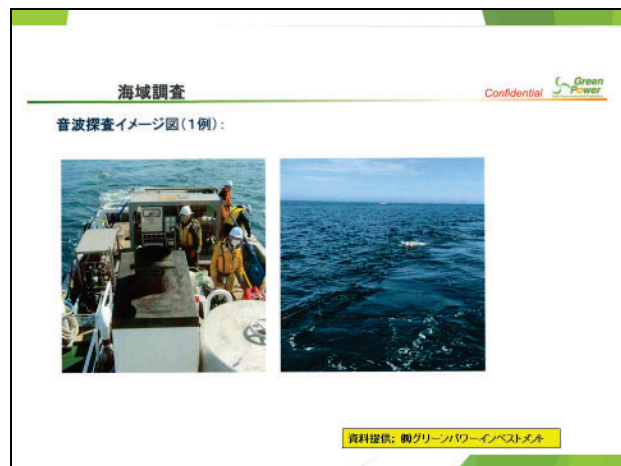 海域調査
Confidential
Green
Power
音波探査イメージ図(1例):
資料提供; ㈱グリーンパワーインベストメント